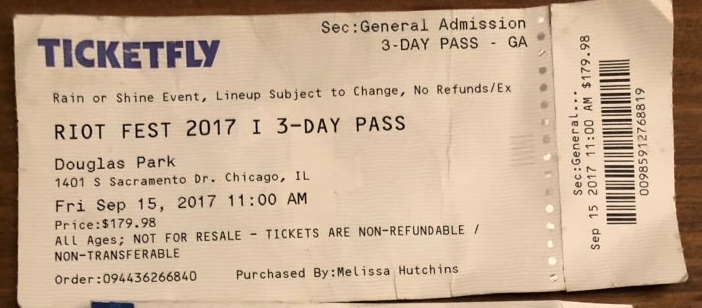 TICKETFLY
Sec:General Admission
3-DAY PASS - GA
Rain or Shine Event, Lineup Subject to Change, No Refunds/Ex
RIOT FEST 2017 I 3-DAY PASS
Douglas Park
1401 S Sacramento Dr. Chicago, IL
Fri Sep 15, 2017 11:00 AM
Price:$179.98
All Ages; NOT FOR RESALE - TICKETS ARE NON-REFUNDABLE /
NON-TRANSFERABLE
Order:094436266840
Purchased By:Melissa Hutchins
Sec:General...
Sep 15 2017 11:00 AM $179.98
00985912768819